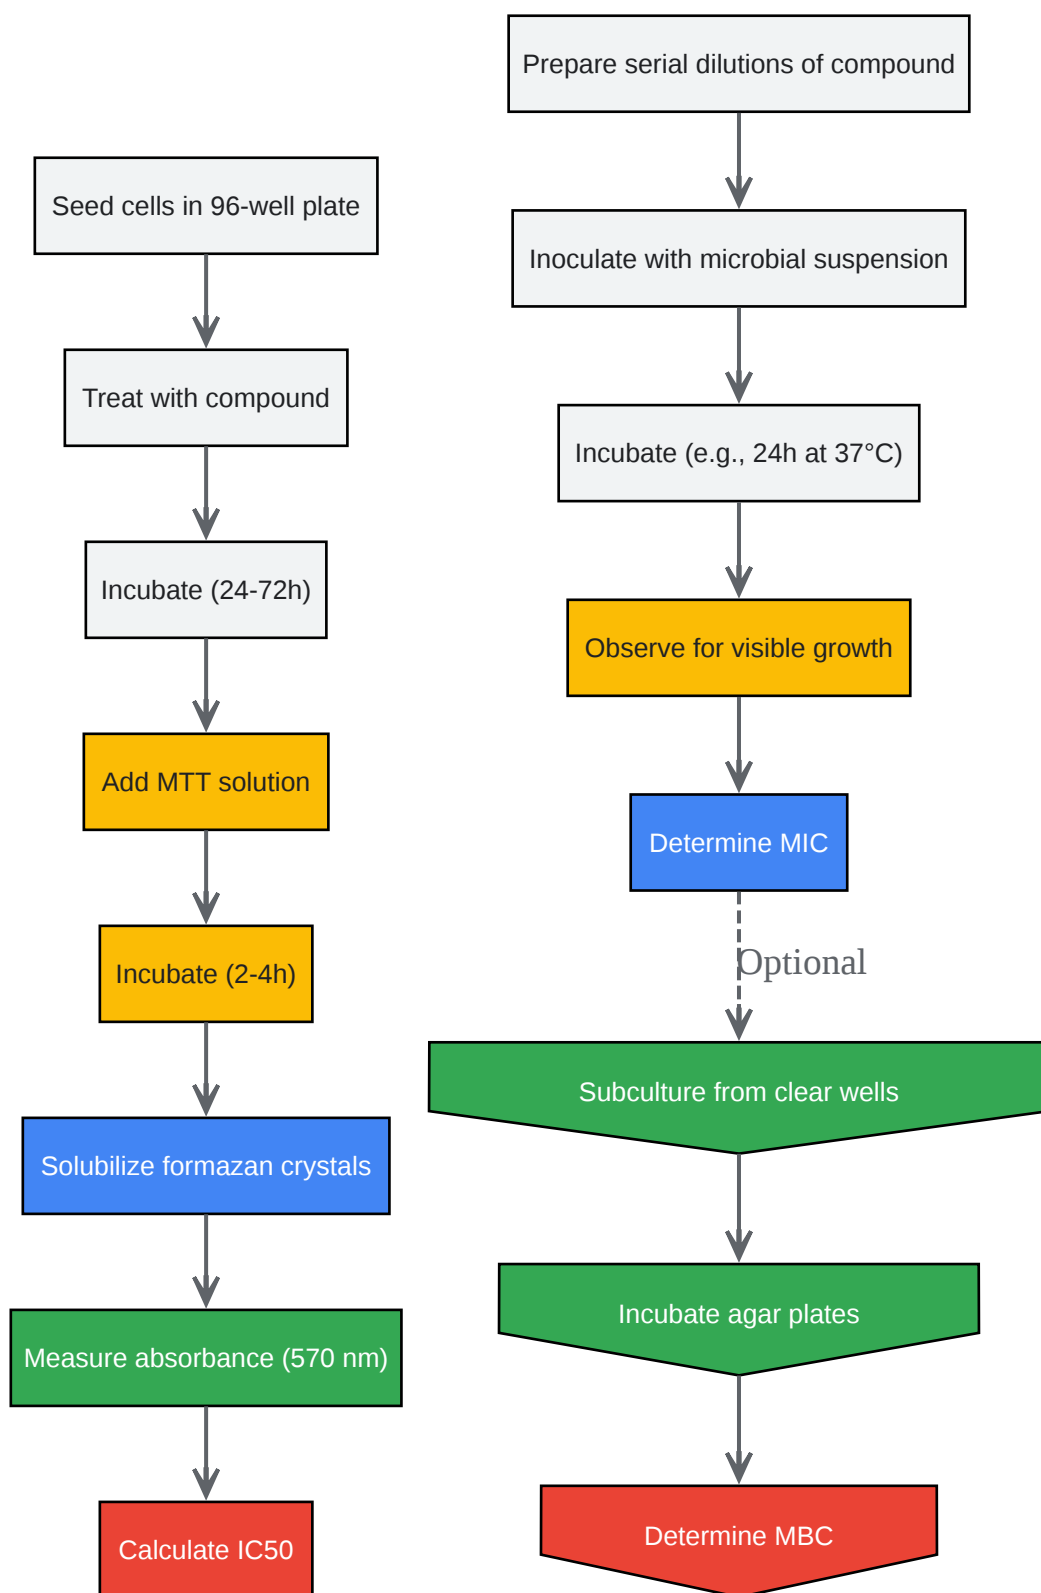 Seed cells in 96-well plate
Treat with compound
Incubate (24-72h)
Add MTT solution
Incubate (2-4h)
Solubilize formazan crystals
Measure absorbance (570 nm)
Calculate IC50
Prepare serial dilutions of compound
Inoculate with microbial suspension
Incubate (e.g., 24h at 37°C)
Observe for visible growth
Determine MIC
Optional
Subculture from clear wells
Incubate agar plates
Determine MBC